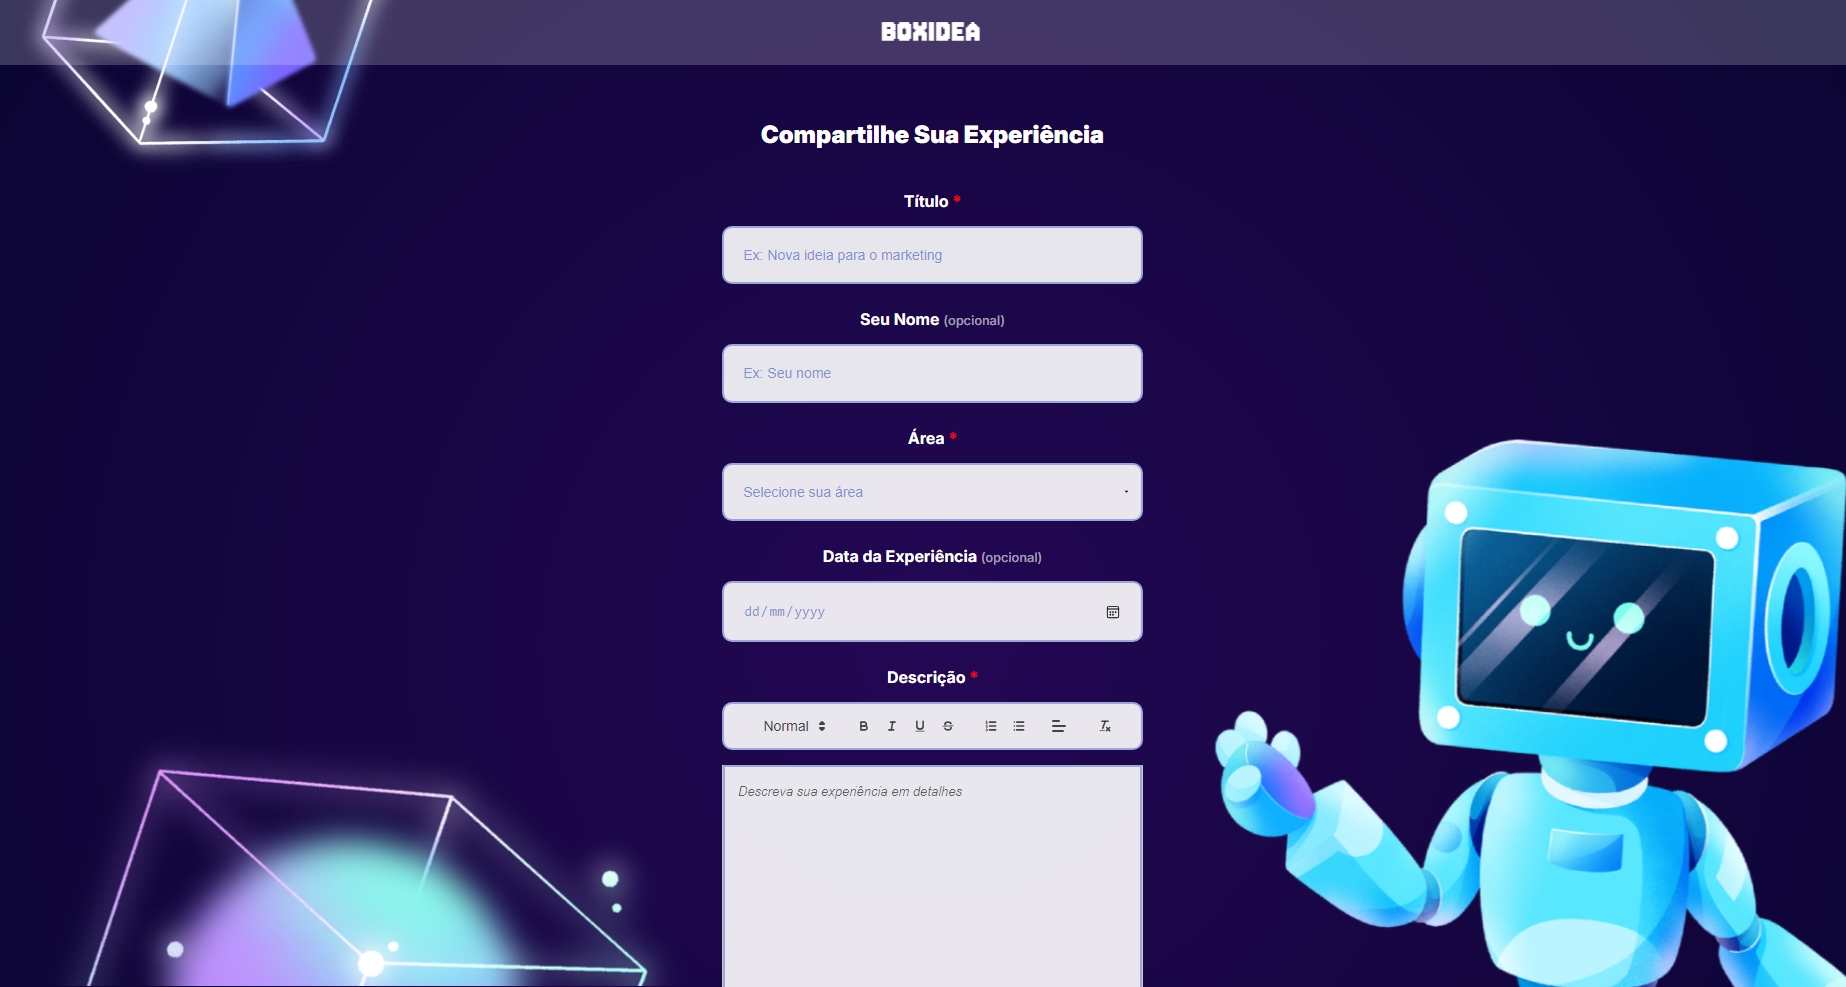 BOXIDEA
Compartilhe Sua Experiência
Título *
Ex: Nova ideia para o marketing
Seu Nome (opcional)
Ex: Seu nome
Área *
Selecione sua área
Data da Experiência (opcional)
dd/mm/yyyy
Descrição *
Normal B I U S
Descreva sua experiência em detalhes